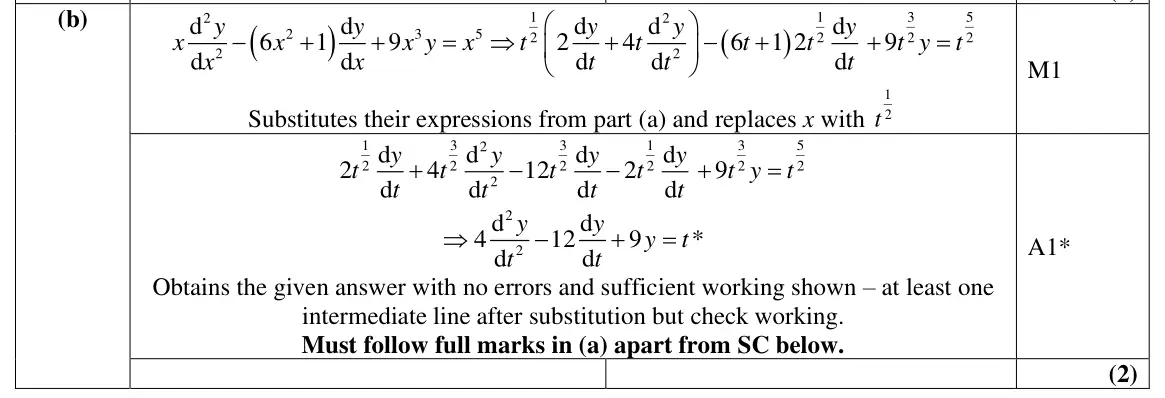 (b)
x d²y/dx² − (6x² + 1) dy/dx + 9x³y = x⁵ ⇒ t^(1/2) (2 dy/dt + 4t d²y/dt²) − (6t + 1) 2t^(1/2) dy/dt + 9t^(3/2) y = t^(5/2)
Substitutes their expressions from part (a) and replaces x with t^(1/2)
M1
2t^(1/2) dy/dt + 4t^(3/2) d²y/dt² − 12t^(3/2) dy/dt − 2t^(1/2) dy/dt + 9t^(3/2) y = t^(5/2)
⇒ 4 d²y/dt² − 12 dy/dt + 9y = t *
Obtains the given answer with no errors and sufficient working shown – at least one
intermediate line after substitution but check working.
Must follow full marks in (a) apart from SC below.
A1*
(2)